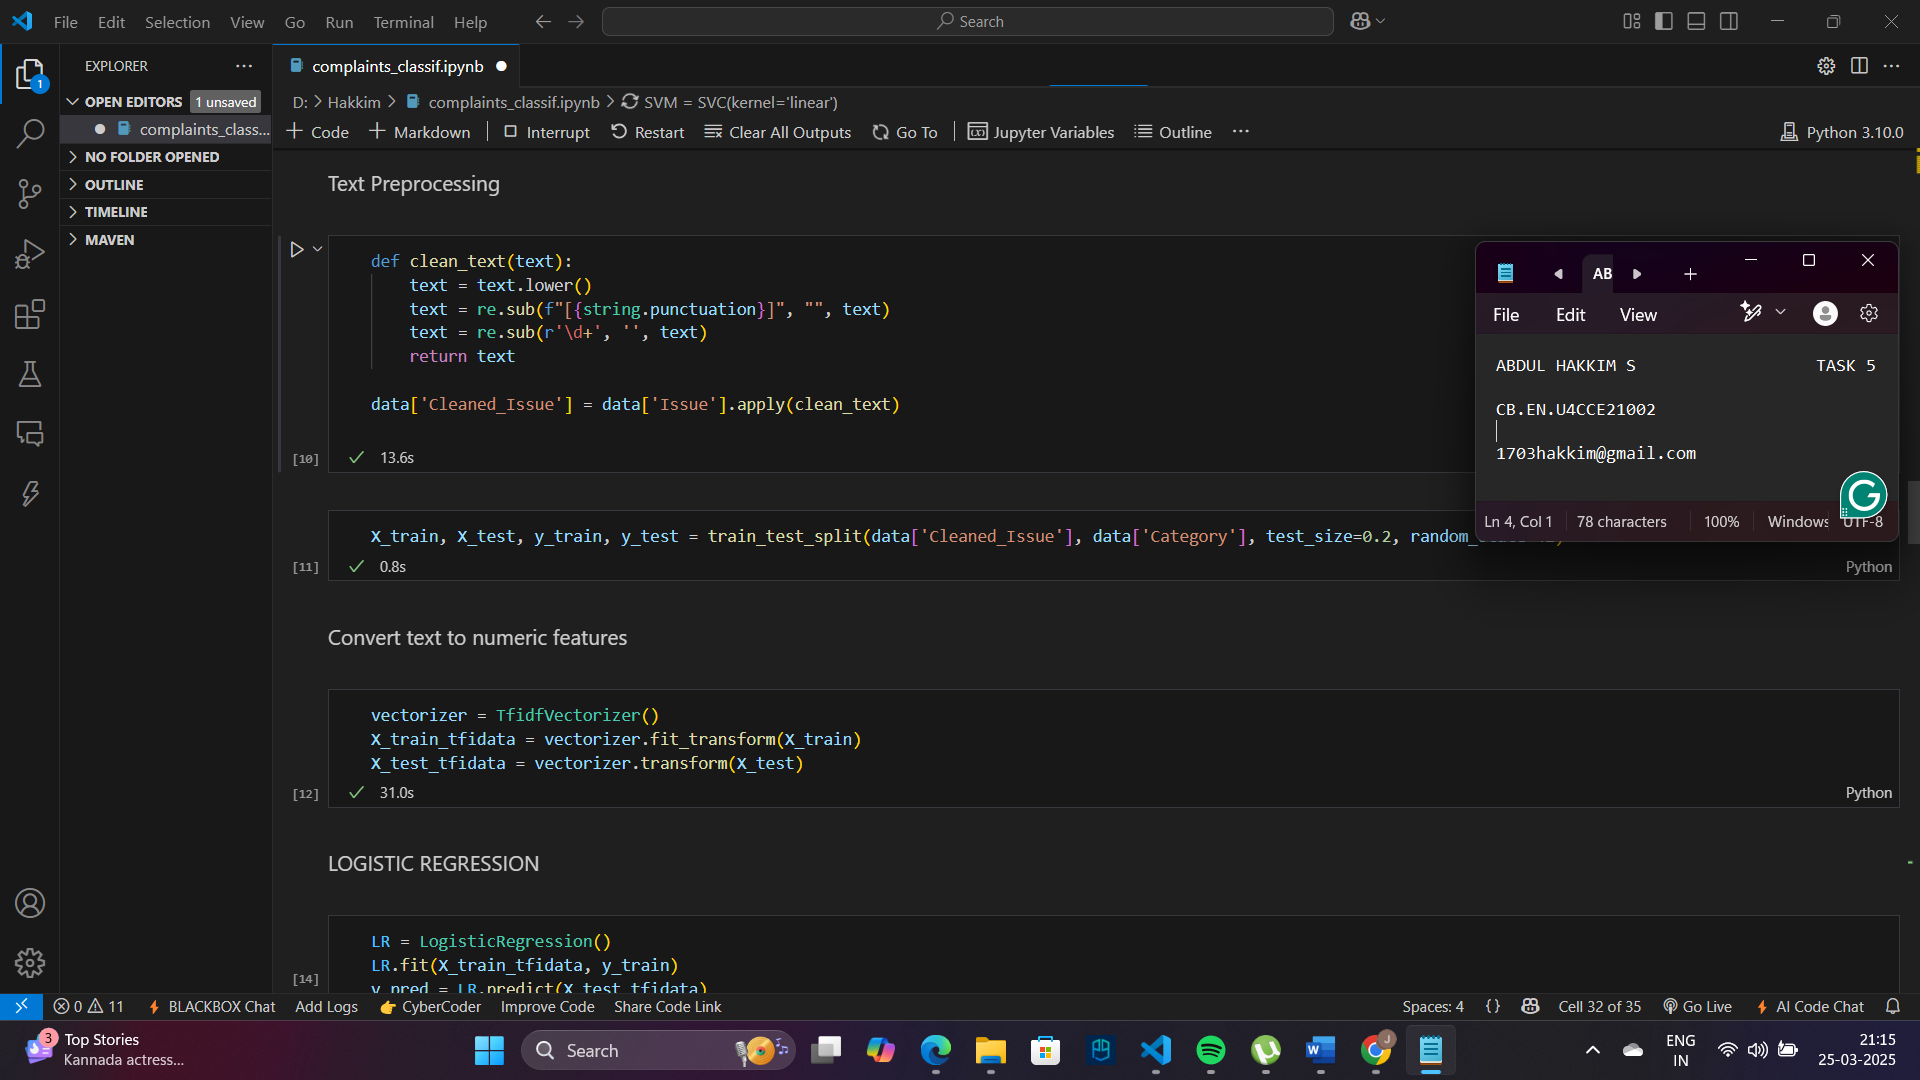 File Edit Selection View Go Run Terminal Help
Search
EXPLORER
OPEN EDITORS 1 unsaved
complaints_class...
NO FOLDER OPENED
OUTLINE
TIMELINE
MAVEN
1
complaints_classif.ipynb
D: > Hakkim > complaints_classif.ipynb > SVM = SVC(kernel='linear')
+ Code + Markdown | Interrupt Restart Clear All Outputs Go To | Jupyter Variables Outline ···
Python 3.10.0
Text Preprocessing
def clean_text(text):
    text = text.lower()
    text = re.sub(f"[{string.punctuation}]", "", text)
    text = re.sub(r'\d+', '', text)
    return text
data['Cleaned_Issue'] = data['Issue'].apply(clean_text)
[10] 13.6s
X_train, X_test, y_train, y_test = train_test_split(data['Cleaned_Issue'], data['Category'], test_size=0.2,
[11] 0.8s
Python
Convert text to numeric features
vectorizer = TfidfVectorizer()
X_train_tfidata = vectorizer.fit_transform(X_train)
X_test_tfidata = vectorizer.transform(X_test)
[12] 31.0s
Python
LOGISTIC REGRESSION
LR = LogisticRegression()
LR.fit(X_train_tfidata, y_train)
y_pred = LR.predict(X_test_tfidata)
[14]
AB
File Edit View
ABDUL HAKKIM S TASK 5
CB.EN.U4CCE21002
1703hakkim@gmail.com
G
Ln 4, Col 1 78 characters 100% Windows UTF-8
0 11 BLACKBOX Chat Add Logs CyberCoder Improve Code Share Code Link
Spaces: 4 {} Cell 32 of 35 Go Live AI Code Chat
3
Top Stories
Kannada actress...
Search
J
ENG
IN
21:15
25-03-2025